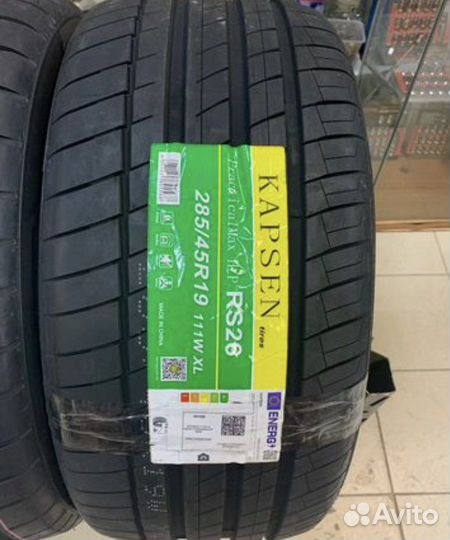 KAPSEN
tires
PracticalMax H/P RS26
285/45R19 111W XL
MADE IN CHINA
ENERG
Avito